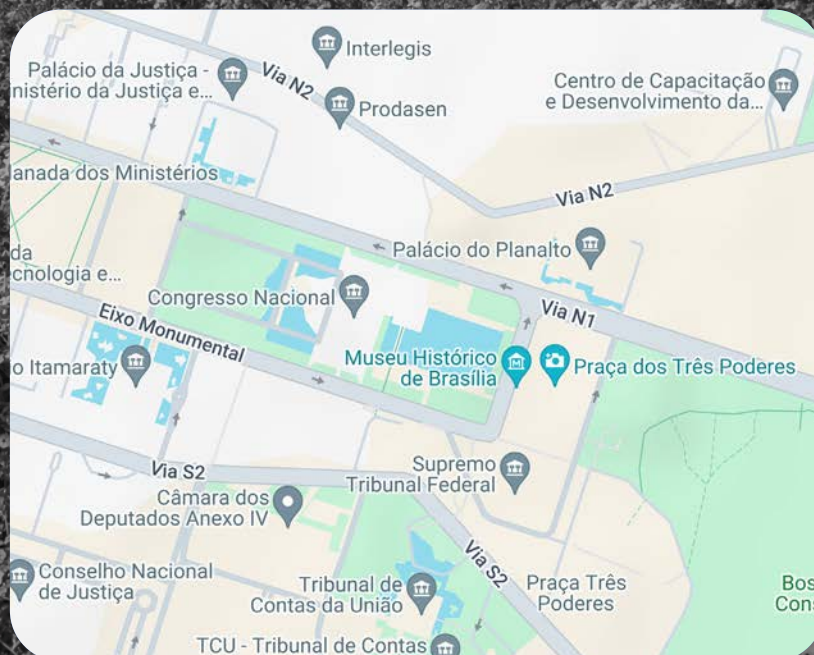 Interlegis
Palácio da Justiça -
nistério da Justiça e...
Via N2
Prodasen
Centro de Capacitação
e Desenvolvimento da...
lanada dos Ministérios
Via N2
Palácio do Planalto
da
cnologia e...
Congresso Nacional
Via N1
Eixo Monumental
Museu Histórico
de Brasília
Praça dos Três Poderes
o Itamaraty
Supremo
Tribunal Federal
Via S2
Câmara dos
Deputados Anexo IV
Via S2
Conselho Nacional
de Justiça
Tribunal de
Contas da União
Praça Três
Poderes
Bos
Cons
TCU - Tribunal de Contas